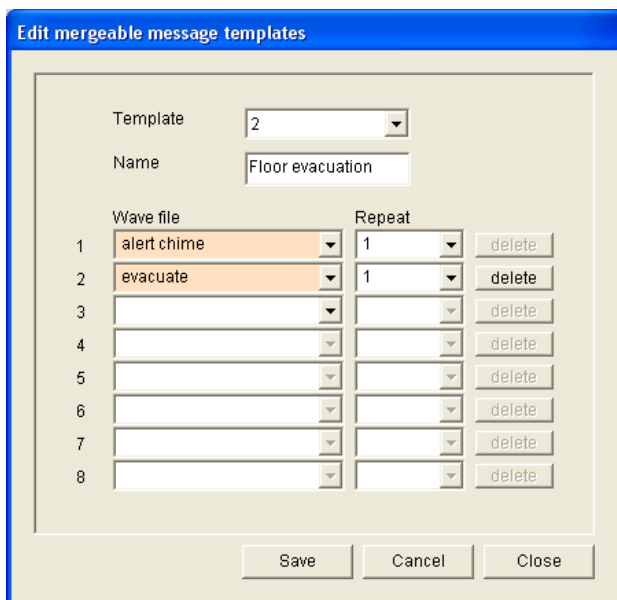 Edit mergeable message templates
Template 2
Name Floor evacuation
Wave file Repeat
1 alert chime 1 delete
2 evacuate 1 delete
3 delete
4 delete
5 delete
6 delete
7 delete
8 delete
Save Cancel Close